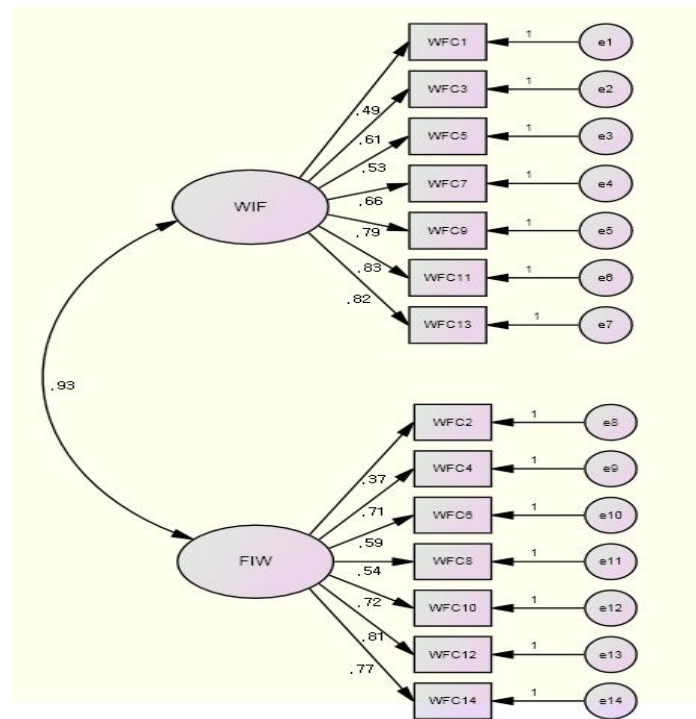 WFC1 1 e1
.49
WFC3 1 e2
.61
WFC5 1 e3
.53
WFC7 1 e4
.66
WIF
WFC9 1 e5
.79
WFC11 1 e6
.83
WFC13 1 e7
.82
.93
WFC2 1 e8
.37
WFC4 1 e9
.71
WFC6 1 e10
.59
FIW
WFC8 1 e11
.54
WFC10 1 e12
.72
WFC12 1 e13
.81
WFC14 1 e14
.77